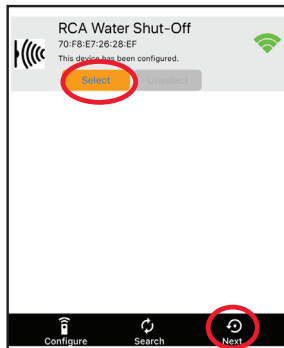 RCA Water Shut-Off
70:F8:E7:26:28:EF
This device has been configured.
Select Unselect
Configure Search Next